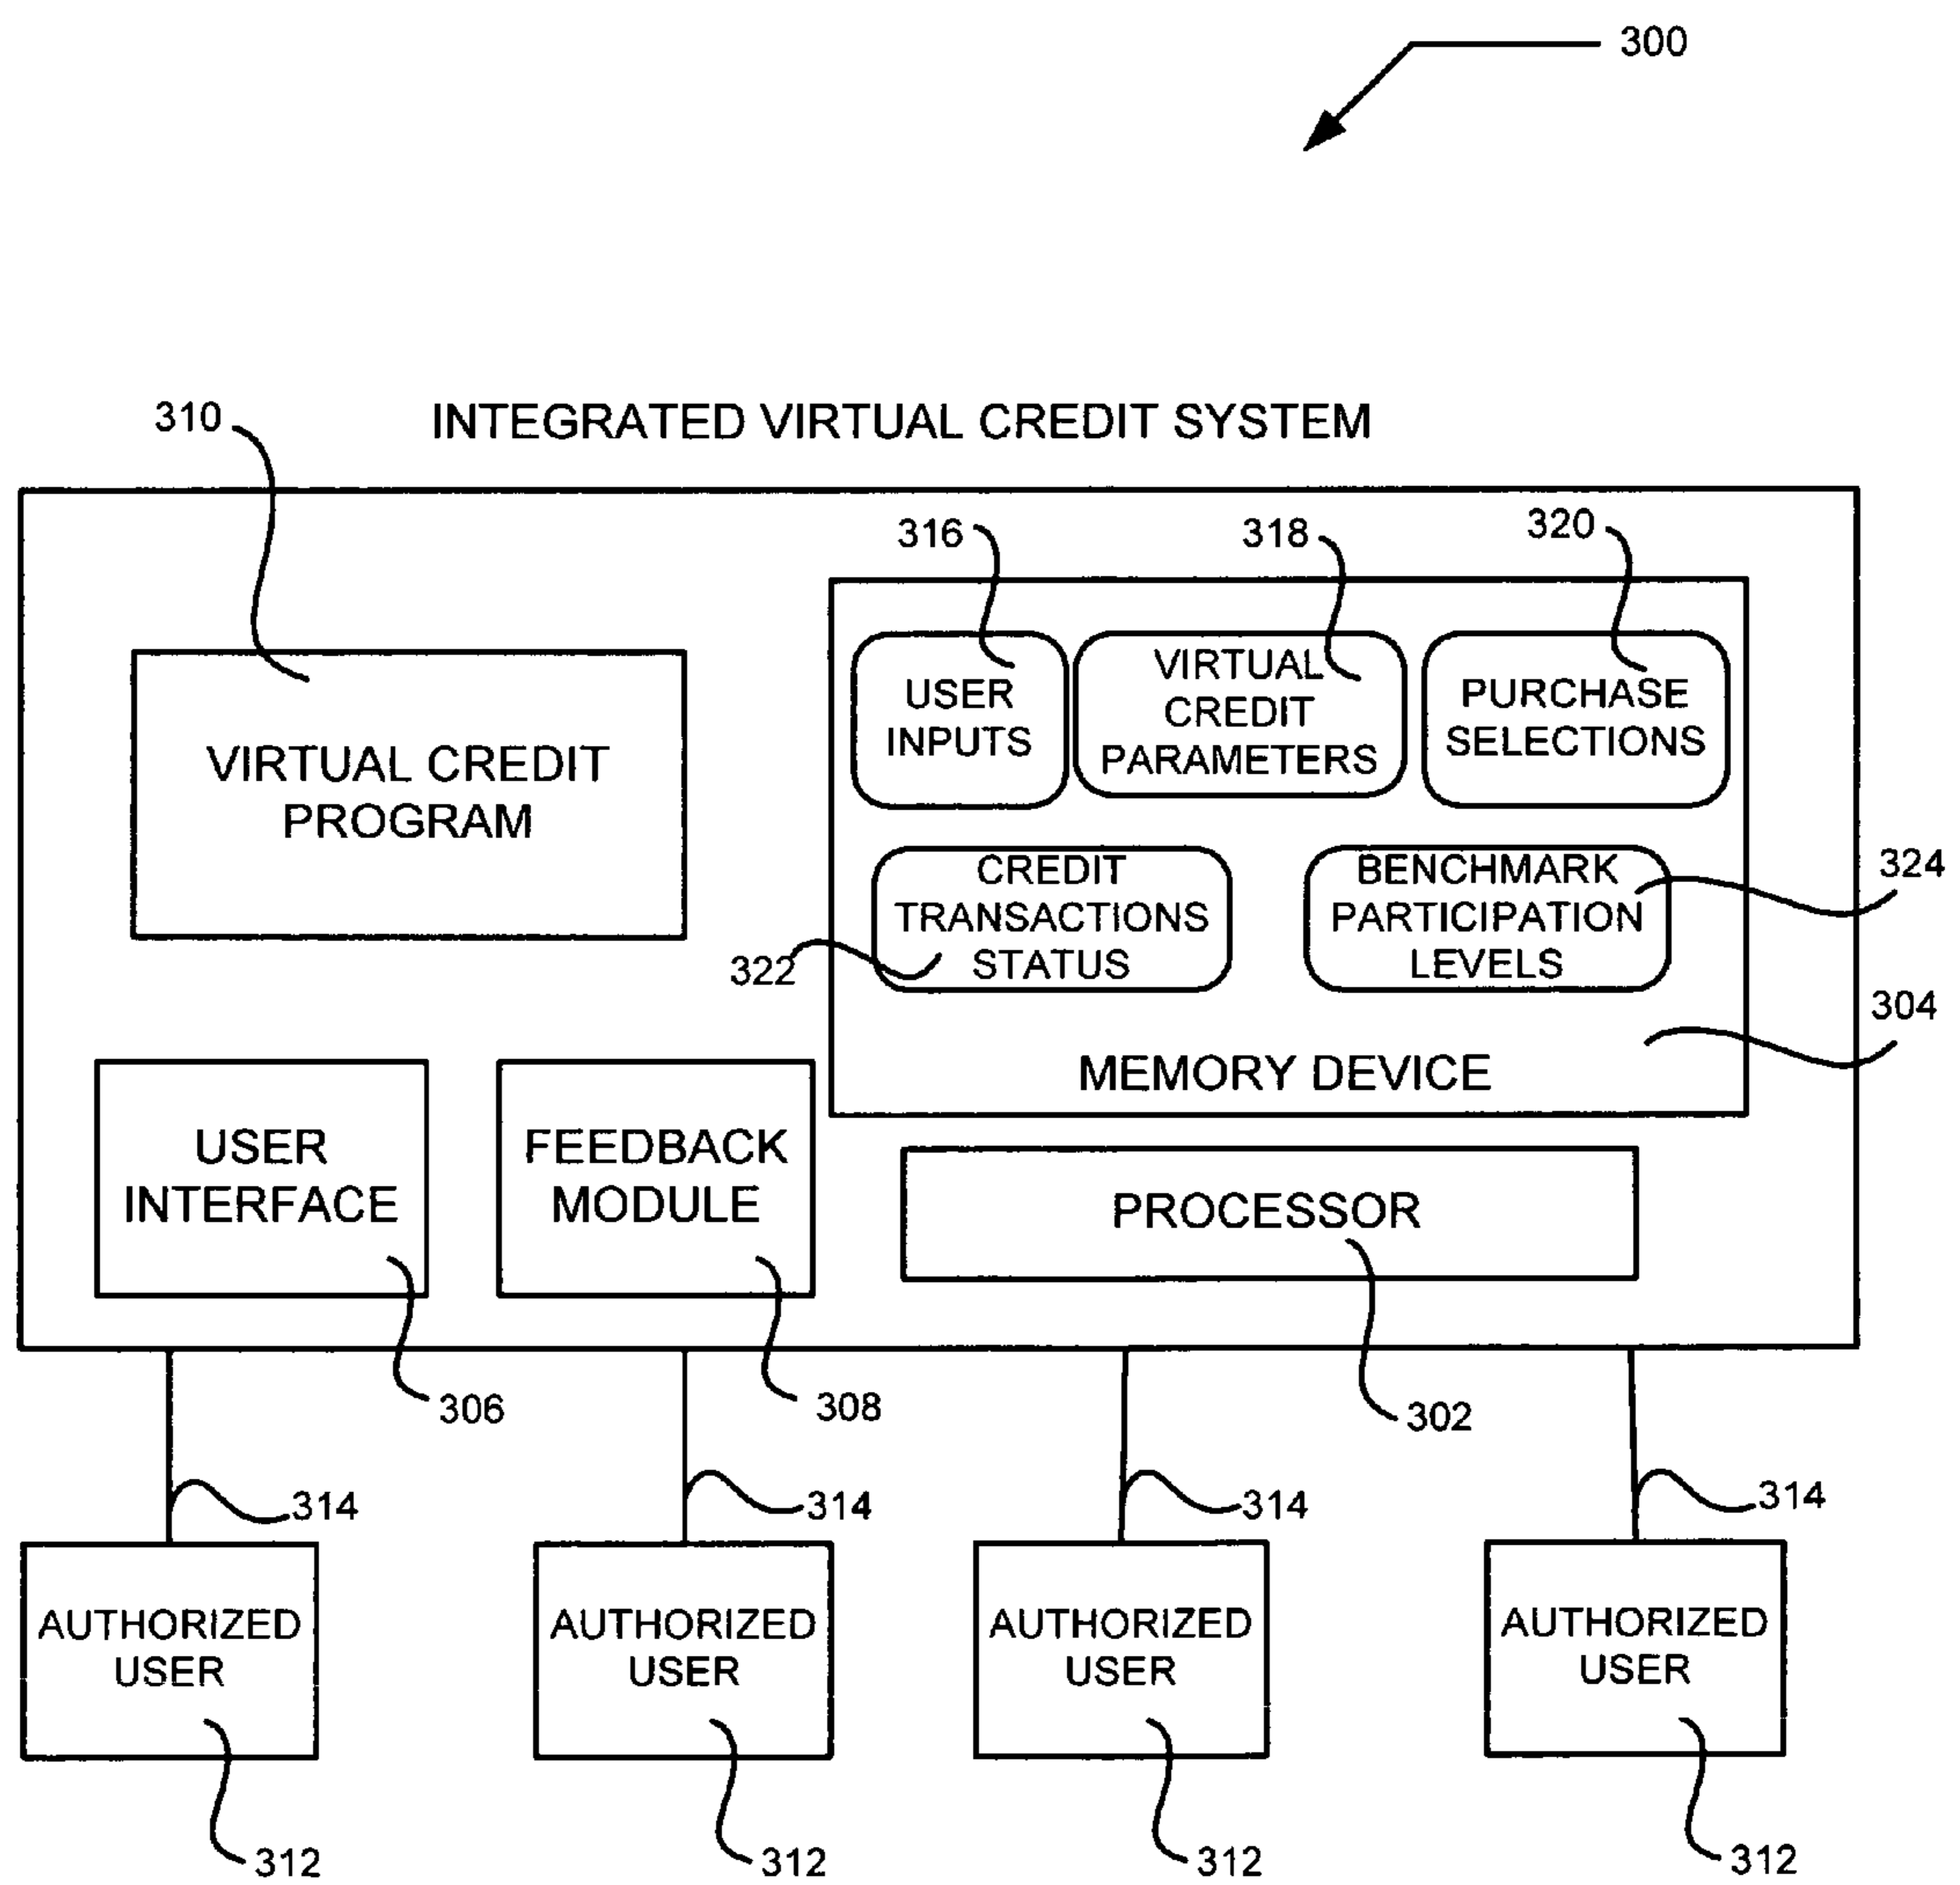 300
310
INTEGRATED VIRTUAL CREDIT SYSTEM
316
318
320
VIRTUAL CREDIT
PROGRAM
USER
INPUTS
VIRTUAL
CREDIT
PARAMETERS
PURCHASE
SELECTIONS
CREDIT
TRANSACTIONS
STATUS
322
BENCHMARK
PARTICIPATION
LEVELS
324
304
MEMORY DEVICE
USER
INTERFACE
FEEDBACK
MODULE
PROCESSOR
306
308
302
314
314
314
314
AUTHORIZED
USER
AUTHORIZED
USER
AUTHORIZED
USER
AUTHORIZED
USER
312
312
312
312